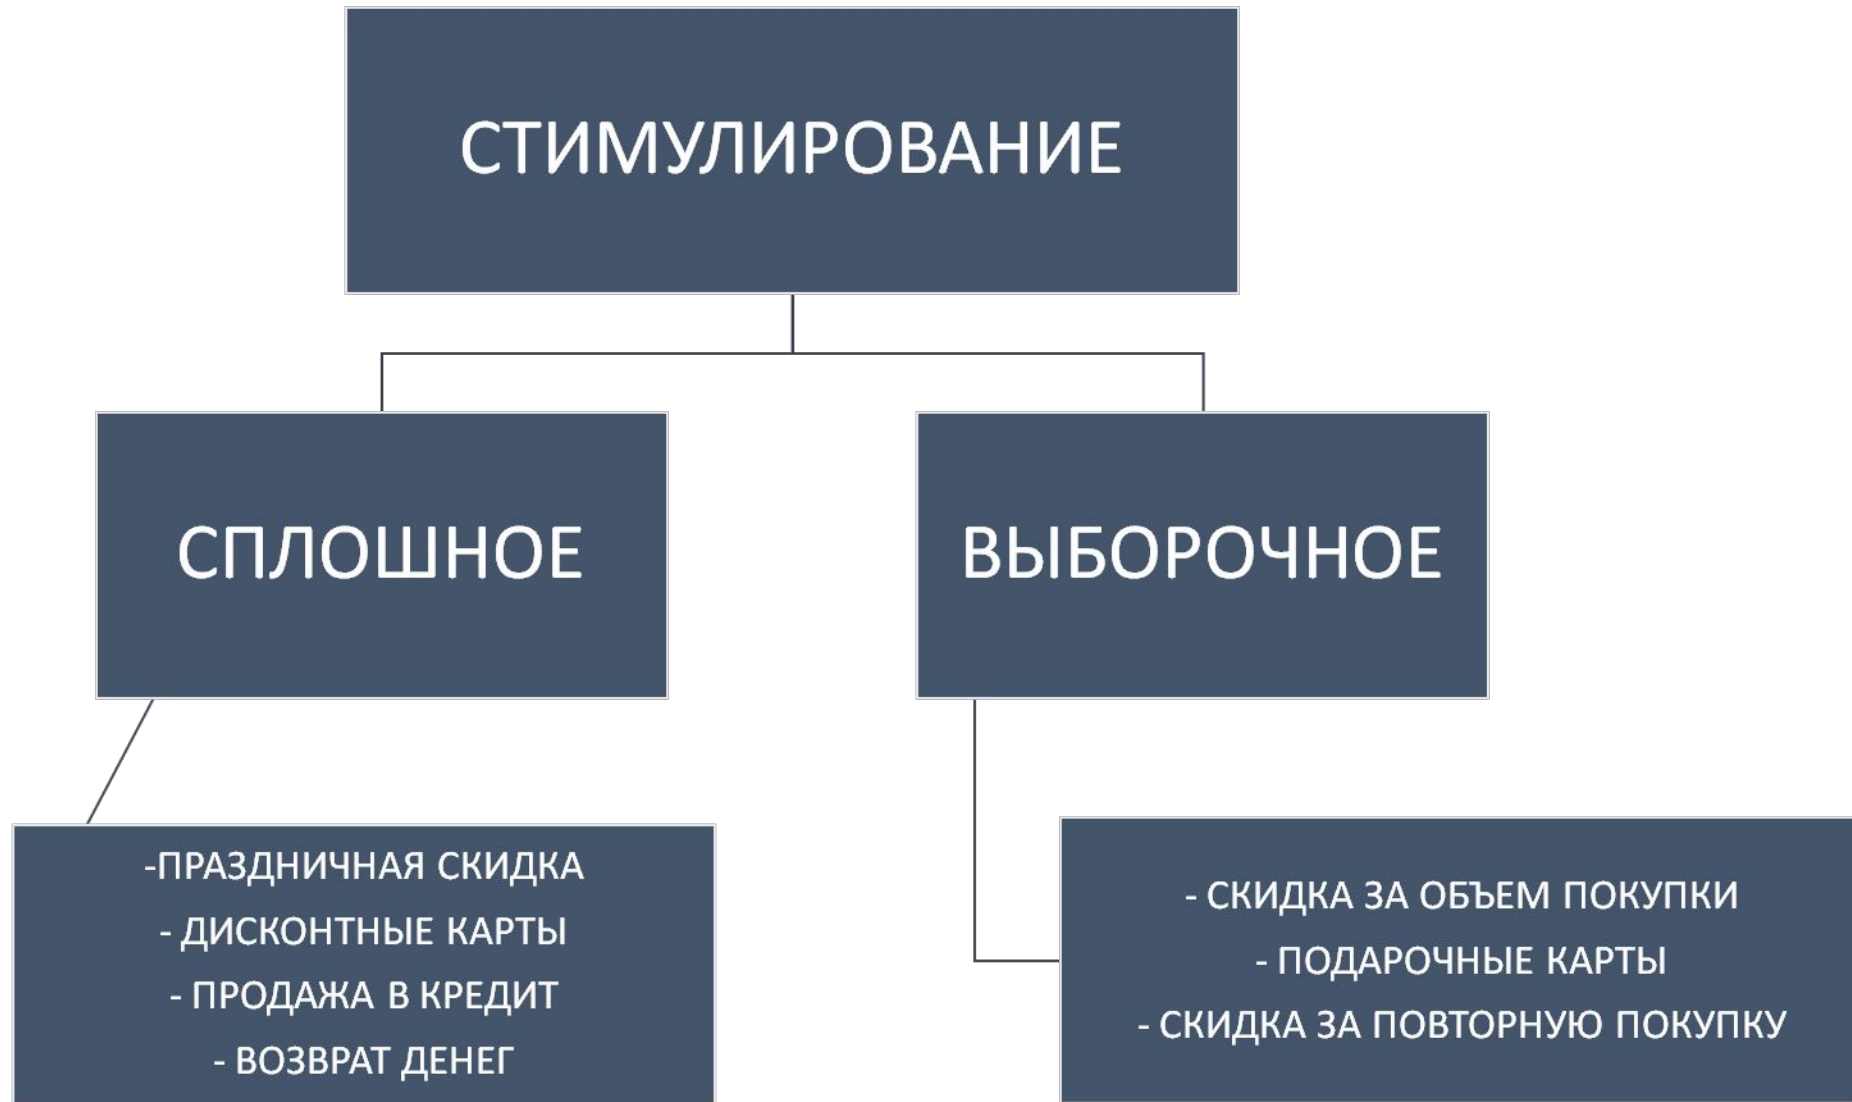 СТИМУЛИРОВАНИЕ
СПЛОШНОЕ
ВЫБОРОЧНОЕ
-ПРАЗДНИЧНАЯ СКИДКА
- ДИСКОНТНЫЕ КАРТЫ
- ПРОДАЖА В КРЕДИТ
- ВОЗВРАТ ДЕНЕГ
- СКИДКА ЗА ОБЪЕМ ПОКУПКИ
- ПОДАРОЧНЫЕ КАРТЫ
- СКИДКА ЗА ПОВТОРНУЮ ПОКУПКУ